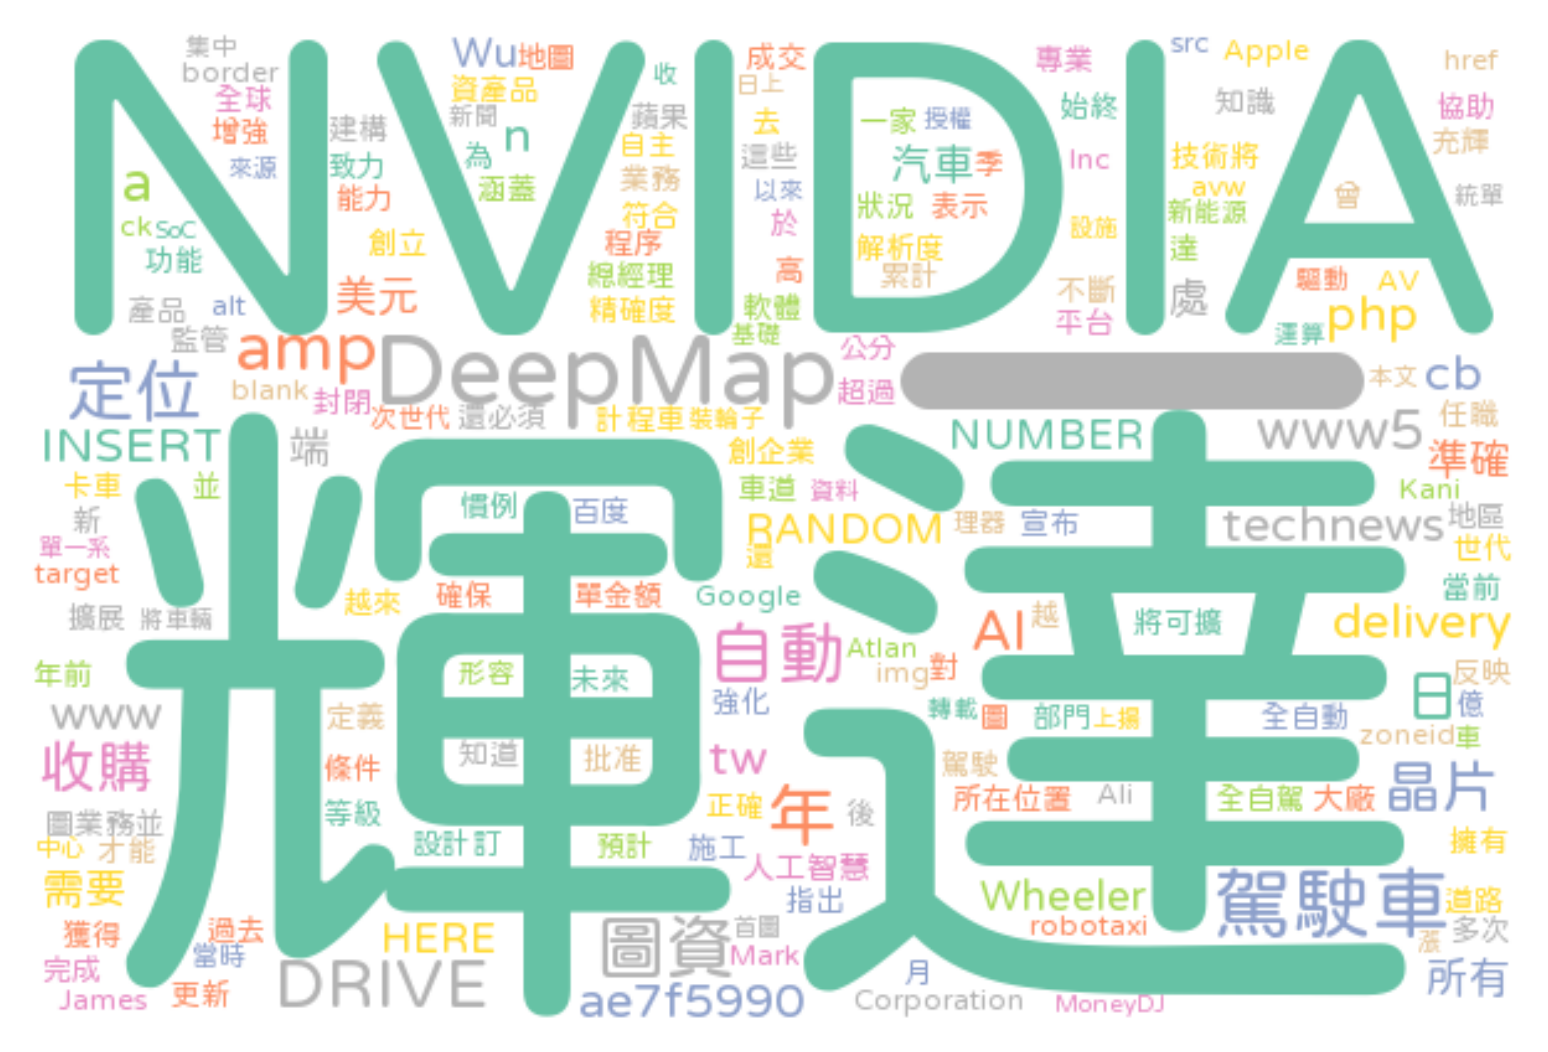 NVIDIA
集中
border
全球
增強
來源
a
ck
SoC
功能
產品
alt
監管
建構
致力
能力
創立
美元
Wu
地圖
資產品
新聞
n
為
涵蓋
收
蘋果
自主
業務
符合
程序
總經理
精確度
成交
日上
去
這些
以來
於
高
軟體
基礎
一家
授權
汽車
季
狀況
表示
解析度
累計
專業
始終
Inc
設施
不斷
平台
src
Apple
知識
技術將
avw
新能源
達
處
曾
href
協助
充輝
統單
驅動
AV
php
運算
amp
DeepMap
公分
超過
本文
cb
定位
blank
封閉
次世代
還必須
計程車
裝輪子
任職
INSERT
端
創企業
NUMBER
www5
準確
輝達
卡車
並
新
單一系
target
擴展
將車輛
慣例
百度
車道
資料
RANDOM
還
理器
宣布
Kani
technews
地區
世代
越來
確保
單金額
Google
當前
自動
Atlan
img
對
AI
越
將可擴
delivery
年前
形容
未來
強化
轉載
圖
部門
上揚
全自動
日
億
反映
zoneid
車
www
定義
收購
知道
批准
tw
駕駛
條件
等級
正確
年
後
所在位置
Ali
全自駕
大廠
晶片
圖業務並
中心
才能
設計
訂
預計
施工
人工智慧
擁有
需要
指出
Wheeler
駕駛車
道路
獲得
過去
當時
HERE
圖資
首圖
Mark
robotaxi
漲
多次
完成
James
更新
DRIVE
ae7f5990
月
Corporation
MoneyDJ
所有